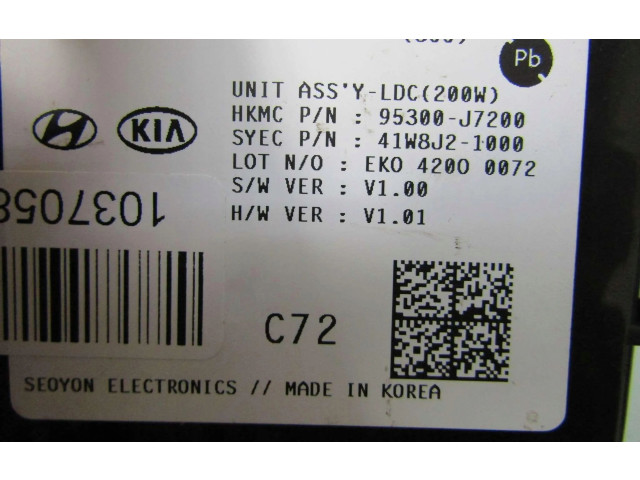 Pb
UNIT ASS'Y-LDC(200W)
HKMC P/N : 95300-J7200
KIA
SYEC P/N : 41W8J2-1000
LOT N/O : EKO 4200 0072
S/W VER : V1.00
H/W VER : V1.01
1037058
C72
SEOYON ELECTRONICS // MADE IN KOREA